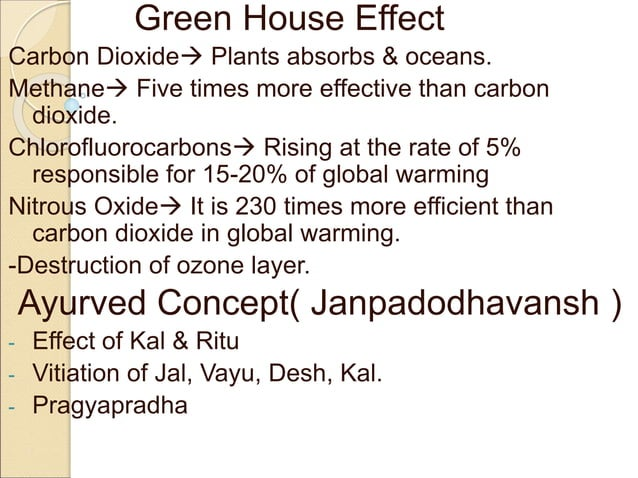 Green House Effect
Carbon Dioxide→ Plants absorbs & oceans.
Methane→ Five times more effective than carbon
dioxide.
Chlorofluorocarbons→ Rising at the rate of 5%
responsible for 15-20% of global warming
Nitrous Oxide→ It is 230 times more efficient than
carbon dioxide in global warming.
-Destruction of ozone layer.
Ayurved Concept( Janpadodhavansh )
- Effect of Kal & Ritu
- Vitiation of Jal, Vayu, Desh, Kal.
- Pragyapradha